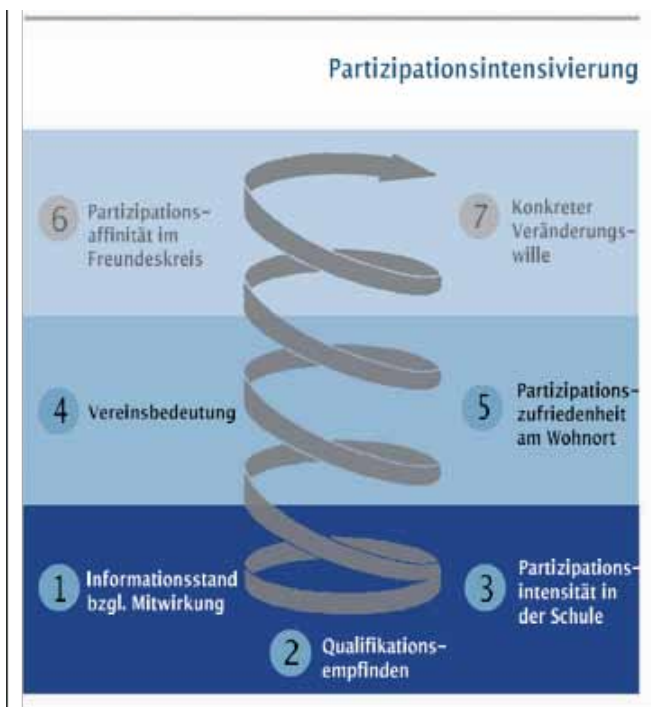 Partizipationsintensivierung
6 Partizipations-
affinität im
Freundeskreis
7 Konkreter
Veränderungs-
wille
4 Vereinsbedeutung
5 Partizipations-
zufriedenheit
am Wohnort
1 Informationsstand
bzgl. Mitwirkung
2 Qualifikations-
empfinden
3 Partizipations-
intensität in
der Schule